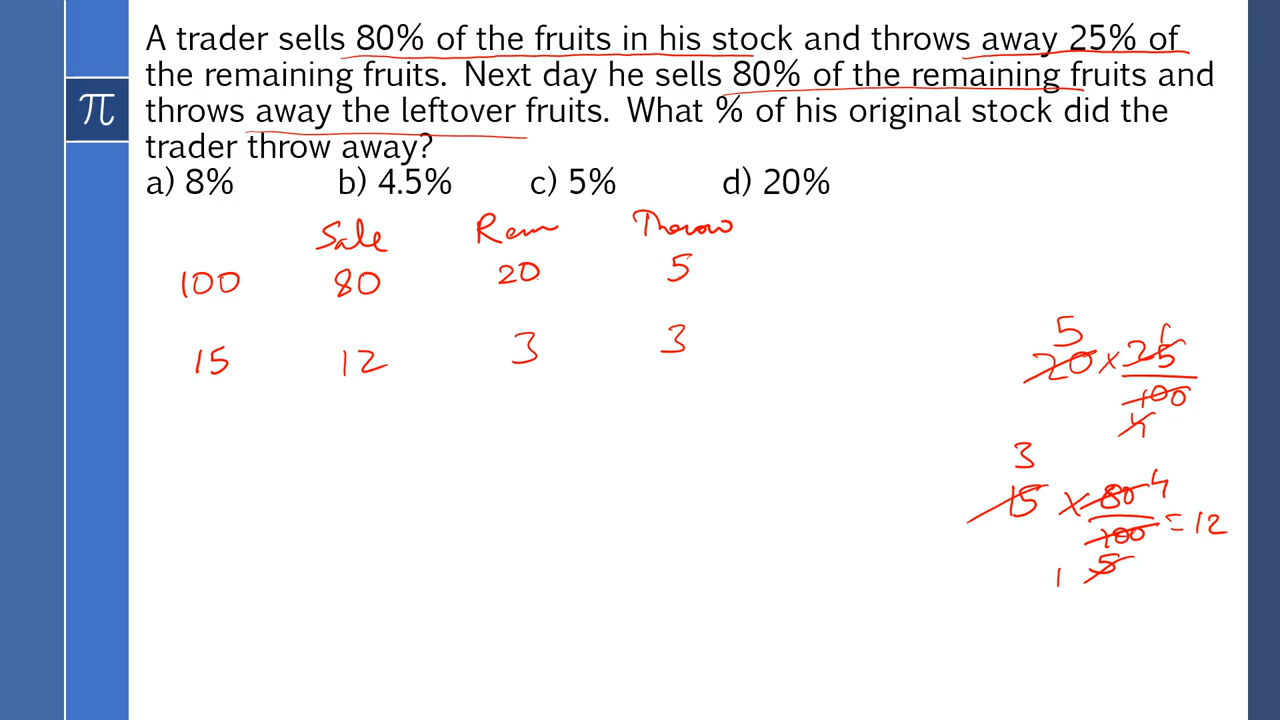 A trader sells 80% of the fruits in his stock and throws away 25% of
the remaining fruits. Next day he sells 80% of the remaining fruits and
throws away the leftover fruits. What % of his original stock did the
trader throw away?
π
a) 8% b) 4.5% c) 5% d) 20%
Sale Rem Throw
100 80 20 5
15 12 3 3
5 1
20 × 25
100
4
3
15 × 80 4
100 = 12
1 5